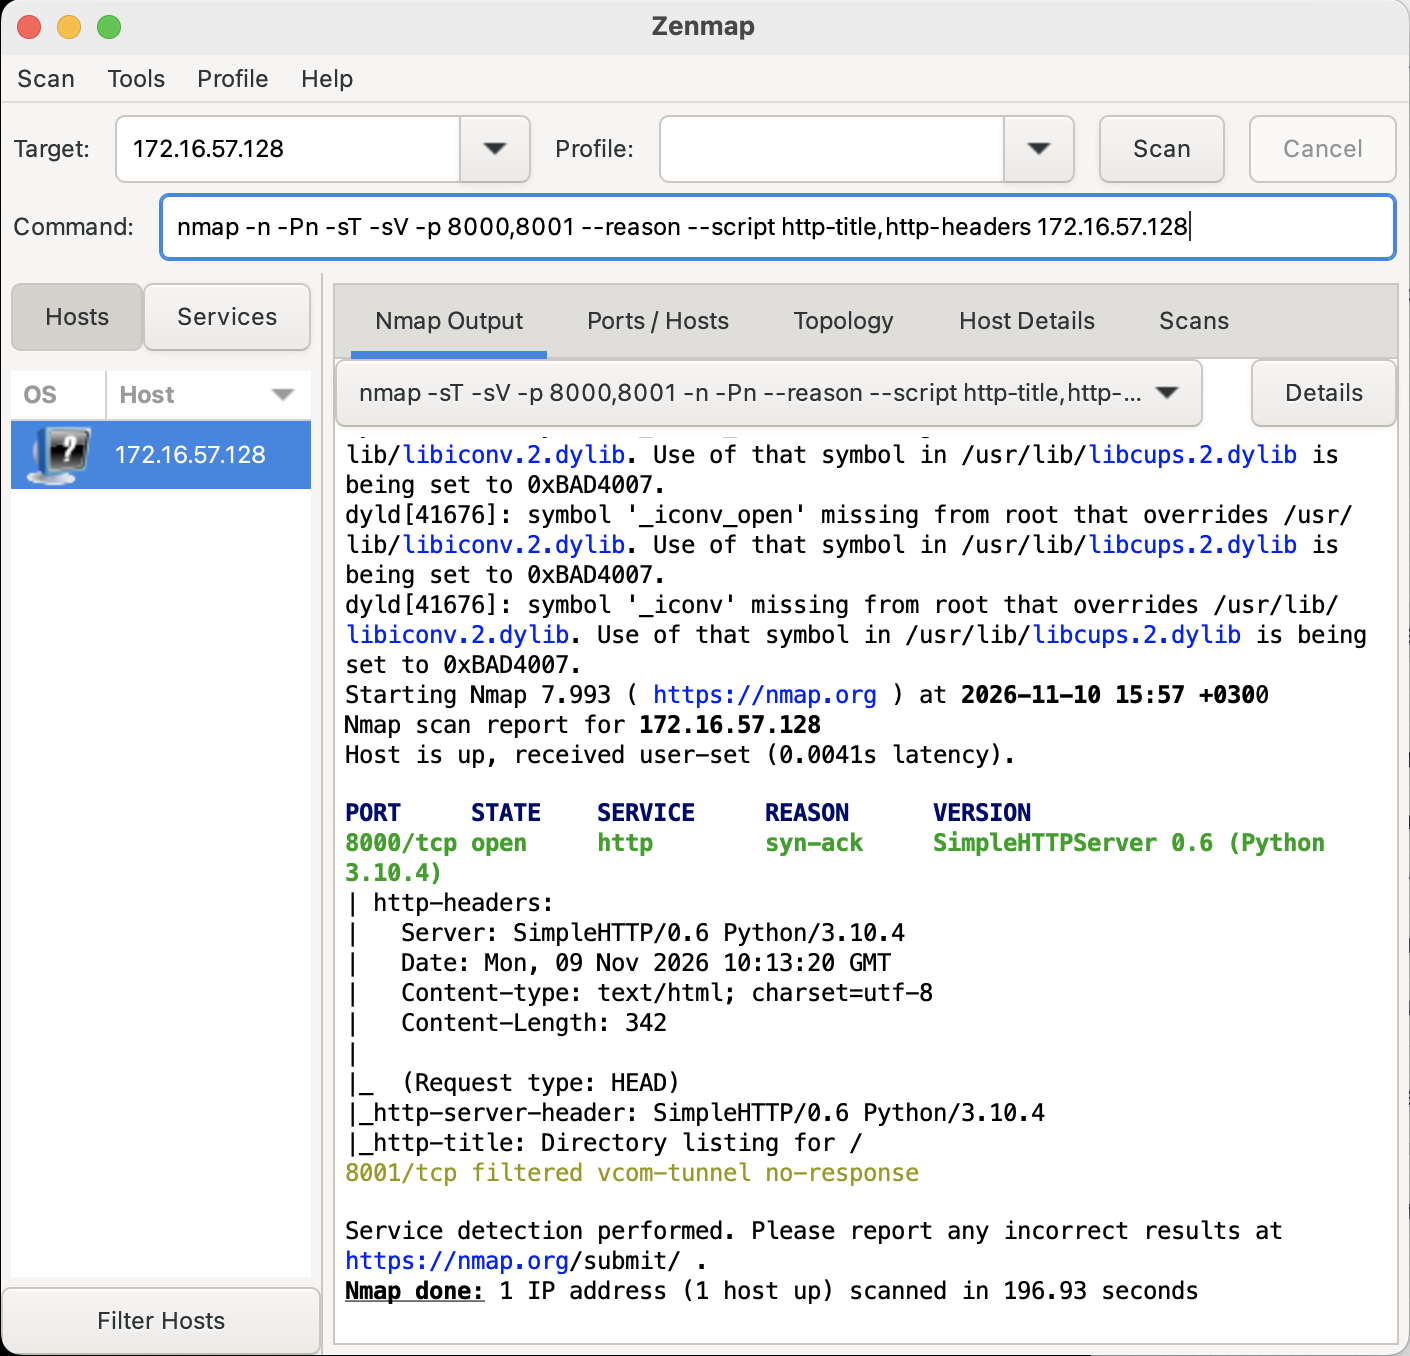 Zenmap
Scan Tools Profile Help
Target: 172.16.57.128 Profile: Scan Cancel
Command: nmap -n -Pn -sT -sV -p 8000,8001 --reason --script http-title,http-headers 172.16.57.128
Hosts Services
Nmap Output Ports / Hosts Topology Host Details Scans
OS Host
nmap -sT -sV -p 8000,8001 -n -Pn --reason --script http-title,http-... Details
172.16.57.128
lib/libiconv.2.dylib. Use of that symbol in /usr/lib/libcups.2.dylib is
being set to 0xBAD4007.
dyld[41676]: symbol '_iconv_open' missing from root that overrides /usr/
lib/libiconv.2.dylib. Use of that symbol in /usr/lib/libcups.2.dylib is
being set to 0xBAD4007.
dyld[41676]: symbol '_iconv' missing from root that overrides /usr/lib/
libiconv.2.dylib. Use of that symbol in /usr/lib/libcups.2.dylib is being
set to 0xBAD4007.
Starting Nmap 7.993 ( https://nmap.org ) at 2026-11-10 15:57 +0300
Nmap scan report for 172.16.57.128
Host is up, received user-set (0.0041s latency).
PORT STATE SERVICE REASON VERSION
8000/tcp open http syn-ack SimpleHTTPServer 0.6 (Python
3.10.4)
| http-headers:
| Server: SimpleHTTP/0.6 Python/3.10.4
| Date: Mon, 09 Nov 2026 10:13:20 GMT
| Content-type: text/html; charset=utf-8
| Content-Length: 342
|
|_ (Request type: HEAD)
|_http-server-header: SimpleHTTP/0.6 Python/3.10.4
|_http-title: Directory listing for /
8001/tcp filtered vcom-tunnel no-response
Service detection performed. Please report any incorrect results at
https://nmap.org/submit/ .
Nmap done: 1 IP address (1 host up) scanned in 196.93 seconds
Filter Hosts